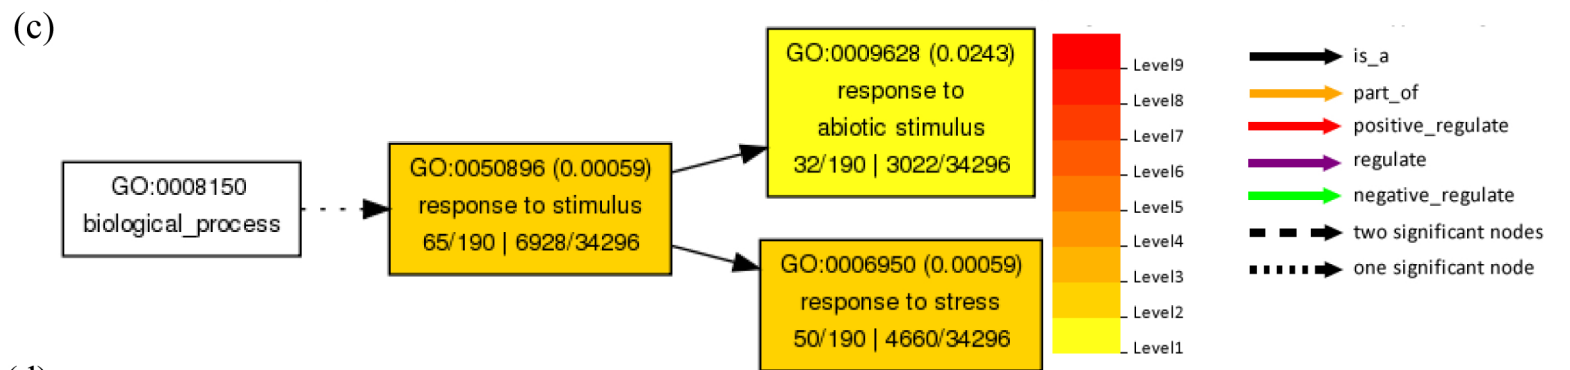 (c)
GO:0008150
biological_process
GO:0050896 (0.00059)
response to stimulus
65/190 | 6928/34296
GO:0009628 (0.0243)
response to
abiotic stimulus
32/190 | 3022/34296
GO:0006950 (0.00059)
response to stress
50/190 | 4660/34296
Level9
Level8
Level7
Level6
Level5
Level4
Level3
Level2
Level1
is_a
part_of
positive_regulate
regulate
negative_regulate
two significant nodes
one significant node